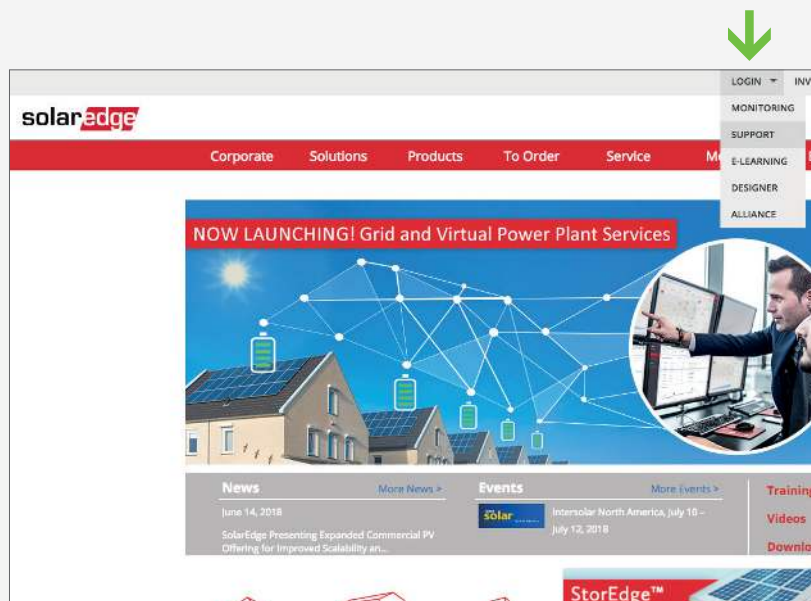 LOGIN INV
MONITORING
SUPPORT
E-LEARNING
DESIGNER
ALLIANCE
solaredge
Corporate Solutions Products To Order Service M
NOW LAUNCHING! Grid and Virtual Power Plant Services
News More News >
June 14, 2018
SolarEdge Presenting Expanded Commercial PV
Offering for Improved Scalability an...
Events More Events >
solar
Intersolar North America, July 10 –
July 12, 2018
Training
Videos
Downlo
StorEdge™